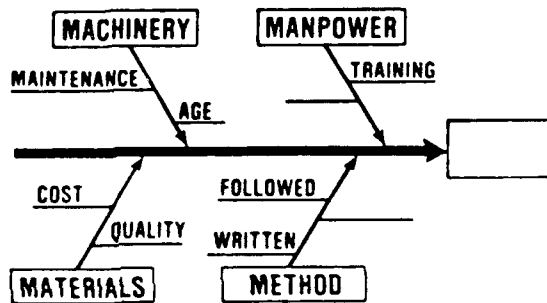 MACHINERY
MANPOWER
MAINTENANCE
TRAINING
AGE
COST
FOLLOWED
QUALITY
WRITTEN
MATERIALS
METHOD